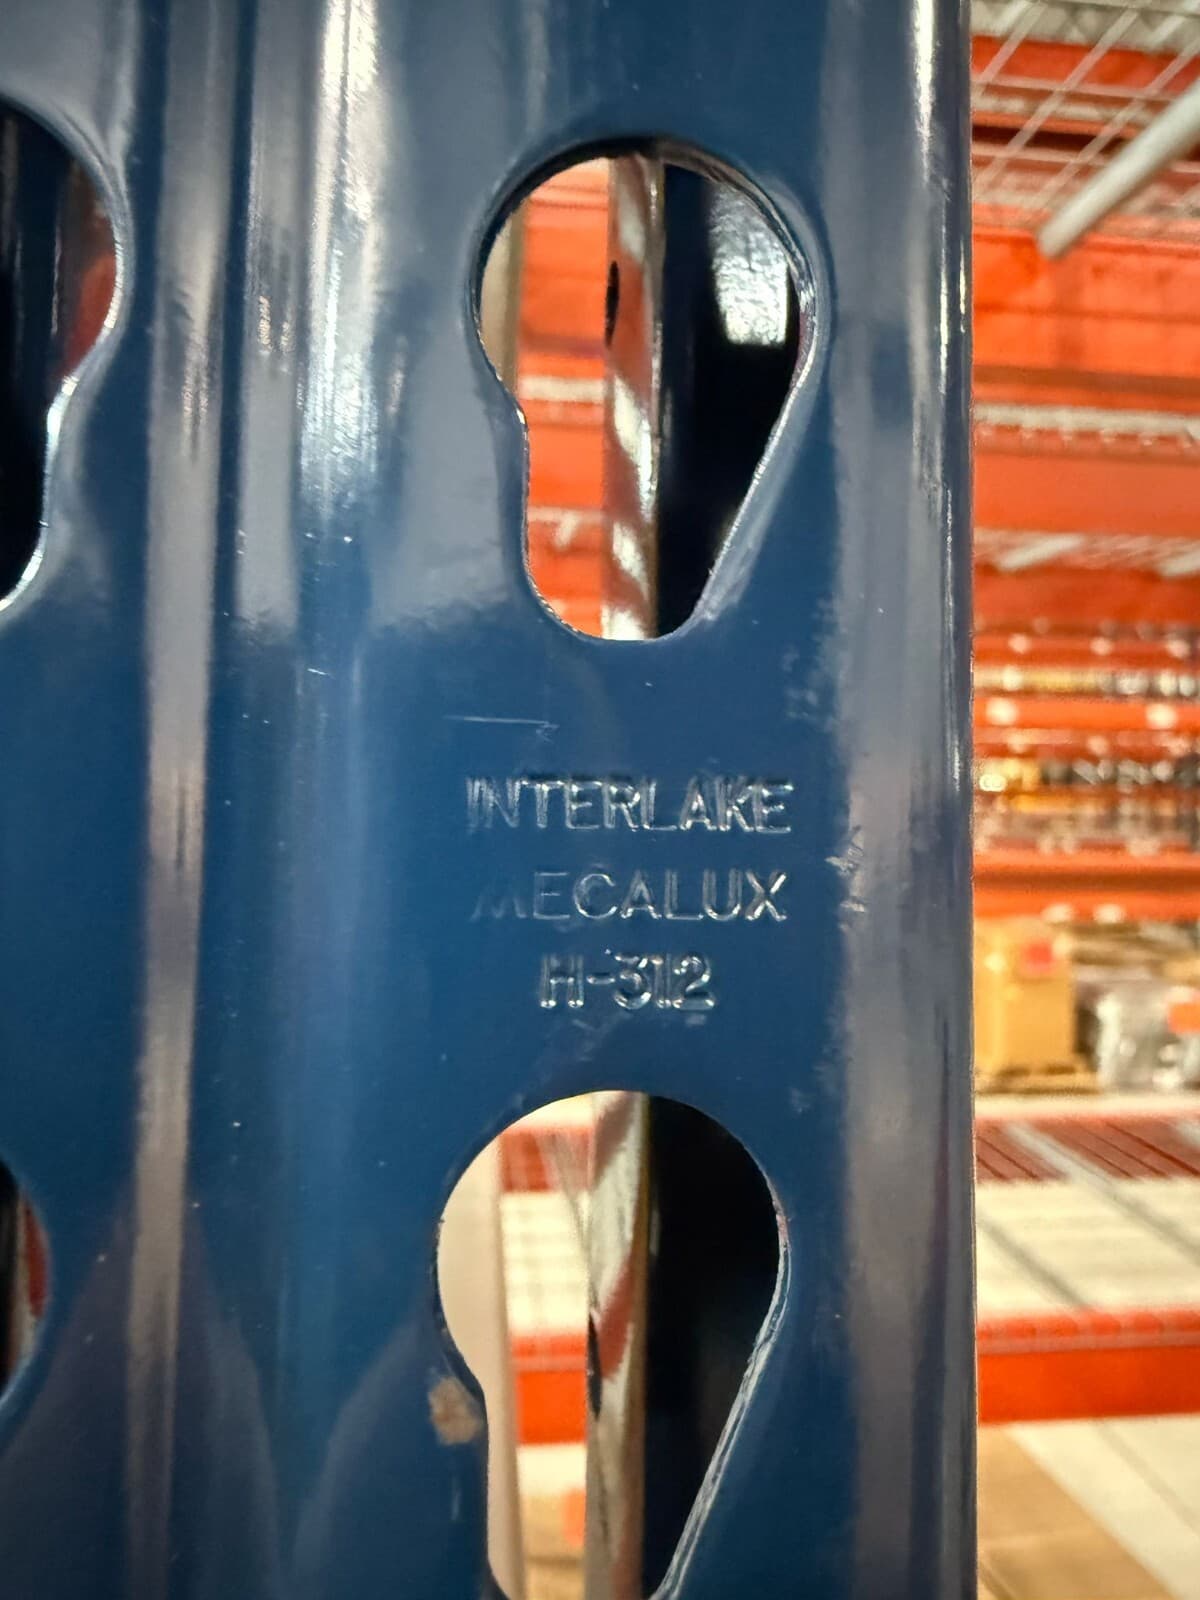 INTERLAKE
MECALUX
H-312